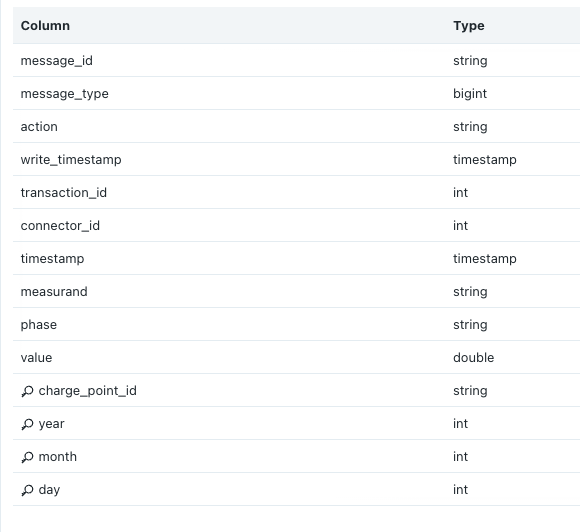 Column Type
message_id string
message_type bigint
action string
write_timestamp timestamp
transaction_id int
connector_id int
timestamp timestamp
measurand string
phase string
value double
charge_point_id string
year int
month int
day int